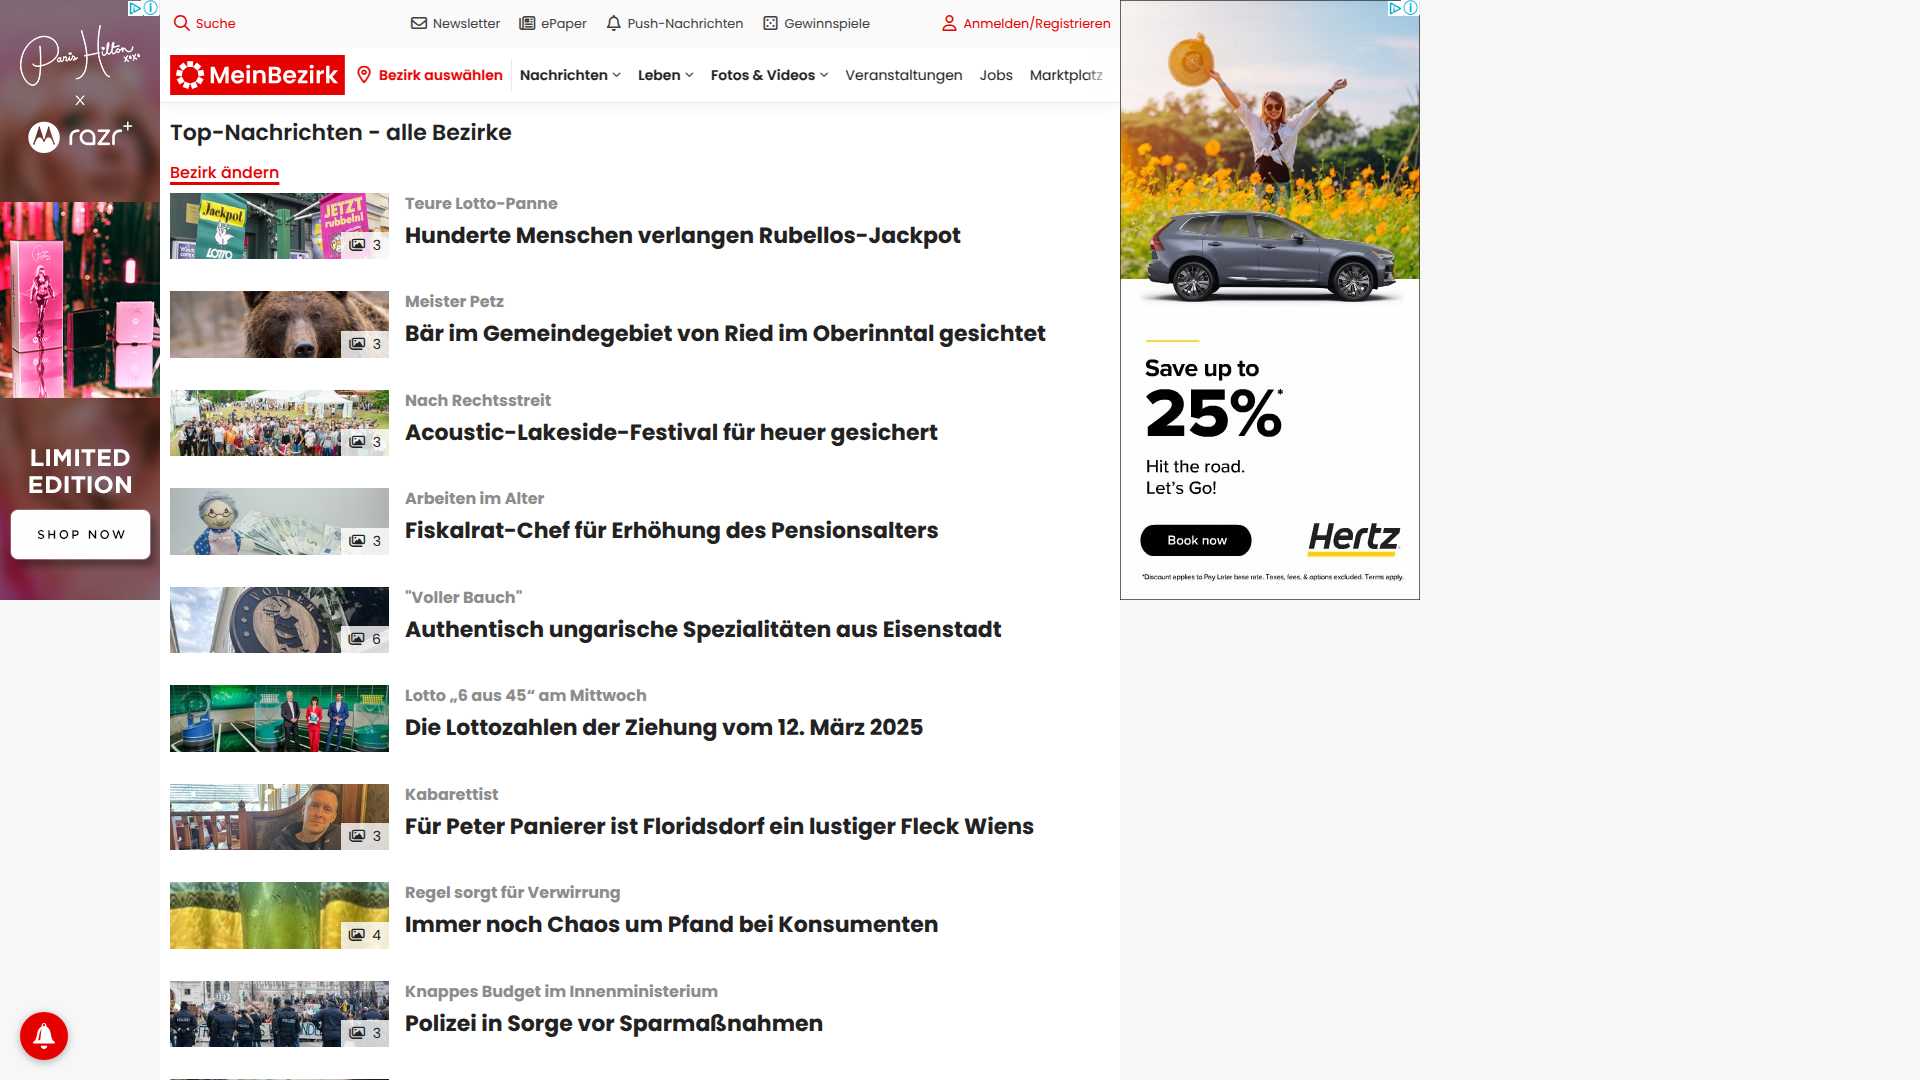 Paris Hilton
xoxo
x
razr+
LIMITED
EDITION
SHOP NOW
Suche
Newsletter
ePaper
Push-Nachrichten
Gewinnspiele
Anmelden/Registrieren
MeinBezirk
Bezirk auswählen
Nachrichten
Leben
Fotos & Videos
Veranstaltungen
Jobs
Marktplatz
Top-Nachrichten - alle Bezirke
Bezirk ändern
Jackpot
LOTTO
JETZT
rubbeln!
3
Teure Lotto-Panne
Hunderte Menschen verlangen Rubellos-Jackpot
3
Meister Petz
Bär im Gemeindegebiet von Ried im Oberinntal gesichtet
3
Nach Rechtsstreit
Acoustic-Lakeside-Festival für heuer gesichert
3
Arbeiten im Alter
Fiskalrat-Chef für Erhöhung des Pensionsalters
VOLLER
6
"Voller Bauch"
Authentisch ungarische Spezialitäten aus Eisenstadt
Lotto „6 aus 45“ am Mittwoch
Die Lottozahlen der Ziehung vom 12. März 2025
3
Kabarettist
Für Peter Panierer ist Floridsdorf ein lustiger Fleck Wiens
4
Regel sorgt für Verwirrung
Immer noch Chaos um Pfand bei Konsumenten
3
Knappes Budget im Innenministerium
Polizei in Sorge vor Sparmaßnahmen
Save up to
25%*
Hit the road.
Let's Go!
Book now
Hertz
*Discount applies to Pay Later base rate. Taxes, fees, & options excluded. Terms apply.